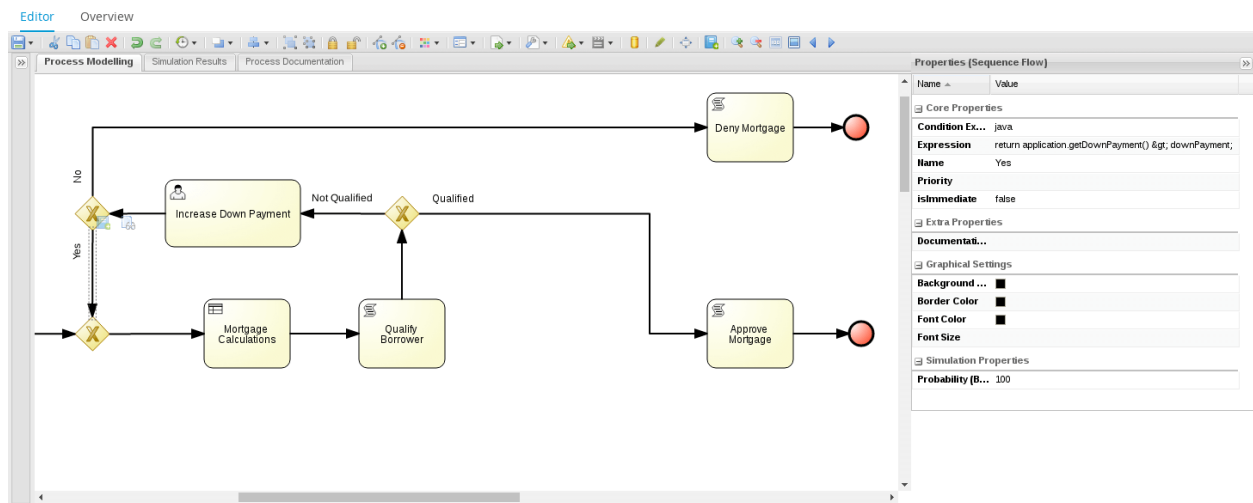 Editor Overview
Process Modelling Simulation Results Process Documentation
Deny Mortgage
No
Increase Down Payment
Not Qualified
Qualified
Yes
Mortgage
Calculations
Qualify
Borrower
Approve
Mortgage
Properties (Sequence Flow)
Name Value
Core Properties
Condition Ex... java
Expression return application.getDownPayment() &gt; downPayment;
Name Yes
Priority
isImmediate false
Extra Properties
Documentati...
Graphical Settings
Background ...
Border Color
Font Color
Font Size
Simulation Properties
Probability (B... 100